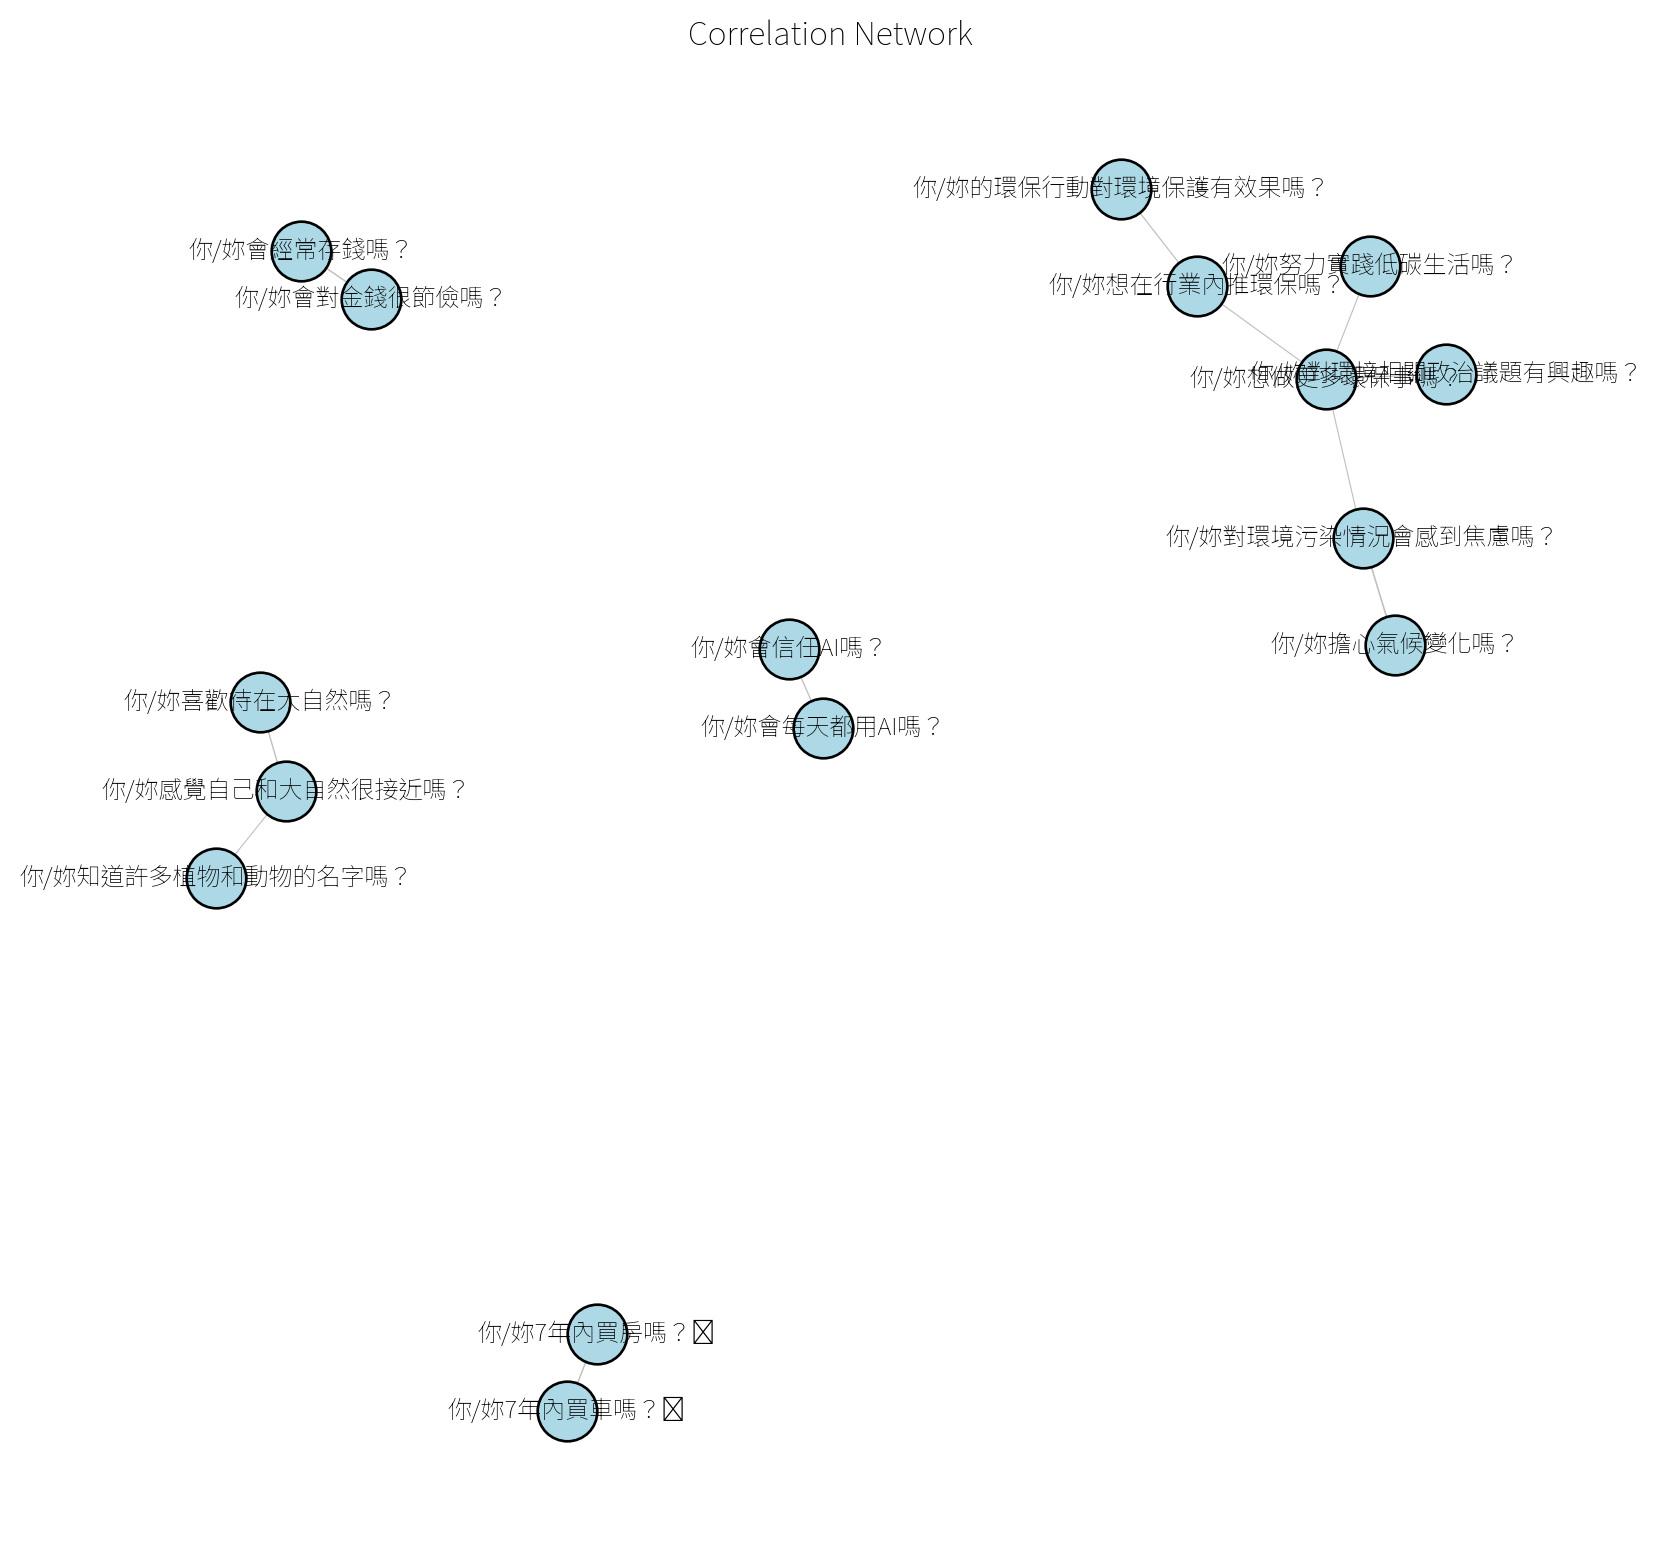 Correlation Network
你/妳的環保行動對環境保護有效果嗎？
你/妳會經常存錢嗎？
你/妳努力實踐低碳生活嗎？
你/妳想在行業內推環保嗎？
你/妳會對金錢很節儉嗎？
你/妳對環境相關政治議題有興趣嗎？
你/妳想做更多環保事嗎？
你/妳對環境污染情況會感到焦慮嗎？
你/妳擔心氣候變化嗎？
你/妳會信任AI嗎？
你/妳喜歡待在大自然嗎？
你/妳會每天都用AI嗎？
你/妳感覺自己和大自然很接近嗎？
你/妳知道許多植物和動物的名字嗎？
你/妳7年內買房嗎？
你/妳7年內買車嗎？